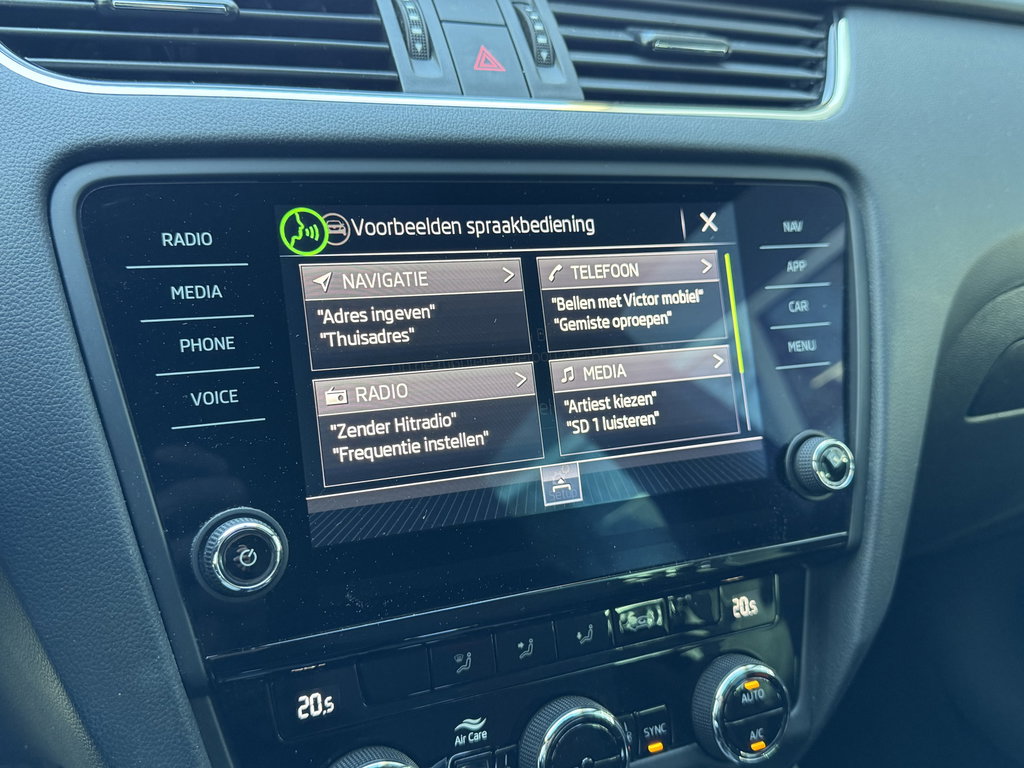 RADIO
MEDIA
PHONE
VOICE
Voorbeelden spraakbediening
X
NAVIGATIE
"Adres ingeven"
"Thuisadres"
TELEFOON
"Bellen met Victor mobiel"
"Gemiste oproepen"
RADIO
"Zender Hitradio"
"Frequentie instellen"
MEDIA
"Artiest kiezen"
"SD 1 luisteren"
Setup
NAV
APP
CAR
MENU
20.5
20.5
Air Care
SYNC
AUTO
A/C